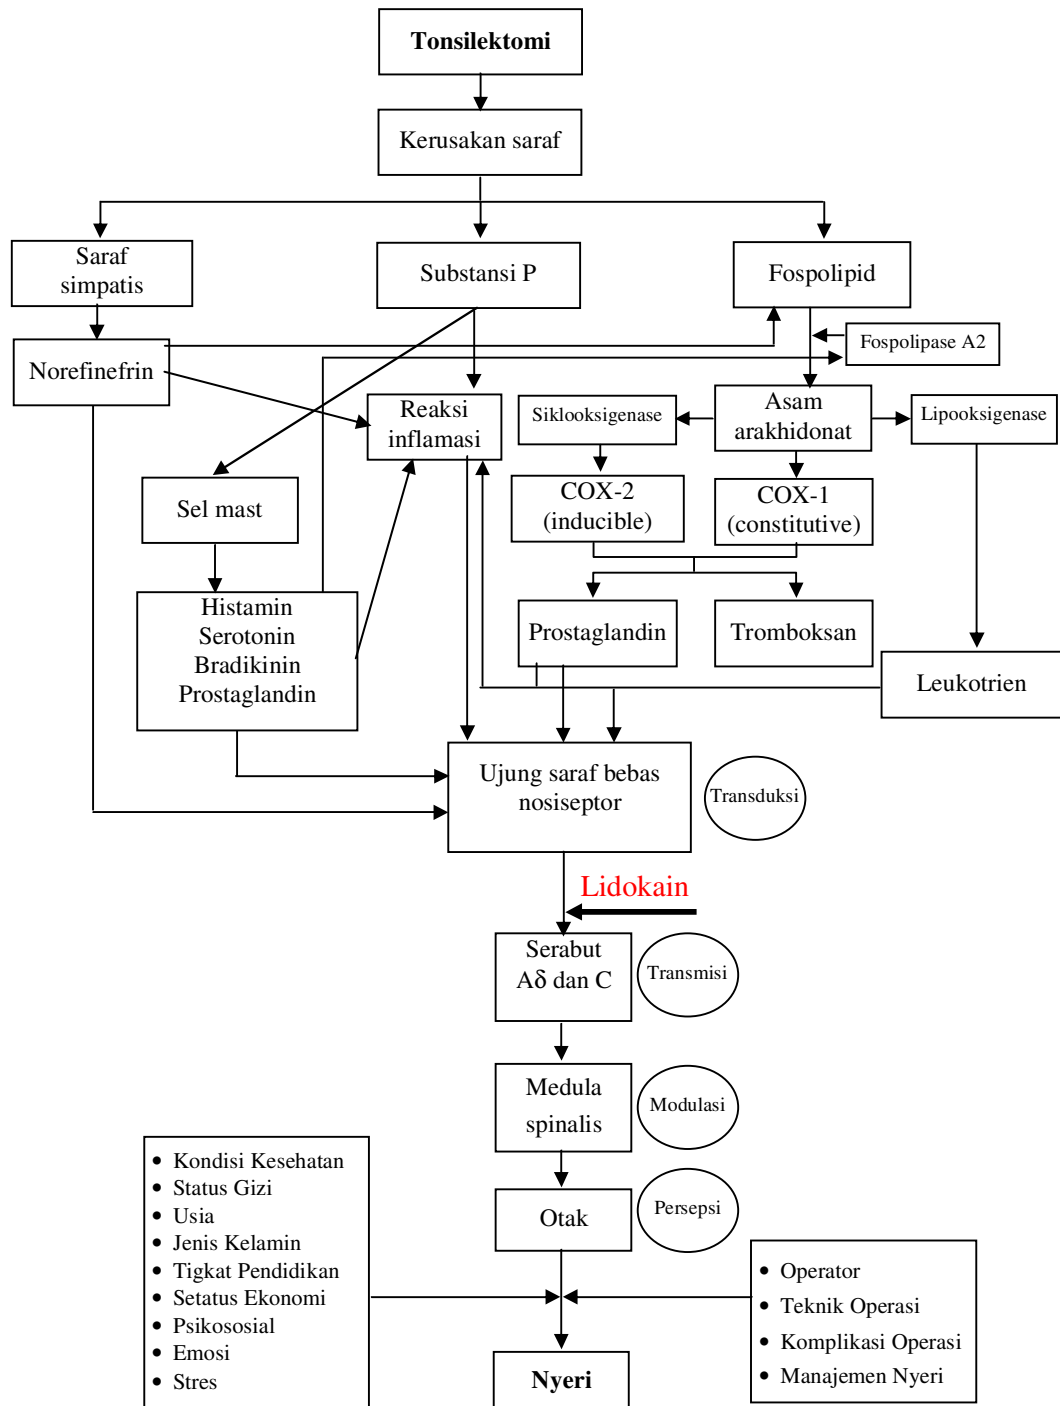 Tonsilektomi
Kerusakan saraf
Saraf
simpatis
Substansi P
Fospolipid
Fospolipase A2
Norefinefrin
Reaksi
inflamasi
Siklooksigenase
Asam
arakhidonat
Lipooksigenase
Sel mast
COX-2
(inducible)
COX-1
(constitutive)
Histamin
Serotonin
Bradikinin
Prostaglandin
Prostaglandin
Tromboksan
Leukotrien
Ujung saraf bebas
nosiseptor
Transduksi
Lidokain
Serabut
Aδ dan C
Transmisi
Medula
spinalis
Modulasi
Otak
Persepsi
• Kondisi Kesehatan
• Status Gizi
• Usia
• Jenis Kelamin
• Tigkat Pendidikan
• Setatus Ekonomi
• Psikososial
• Emosi
• Stres
• Operator
• Teknik Operasi
• Komplikasi Operasi
• Manajemen Nyeri
Nyeri